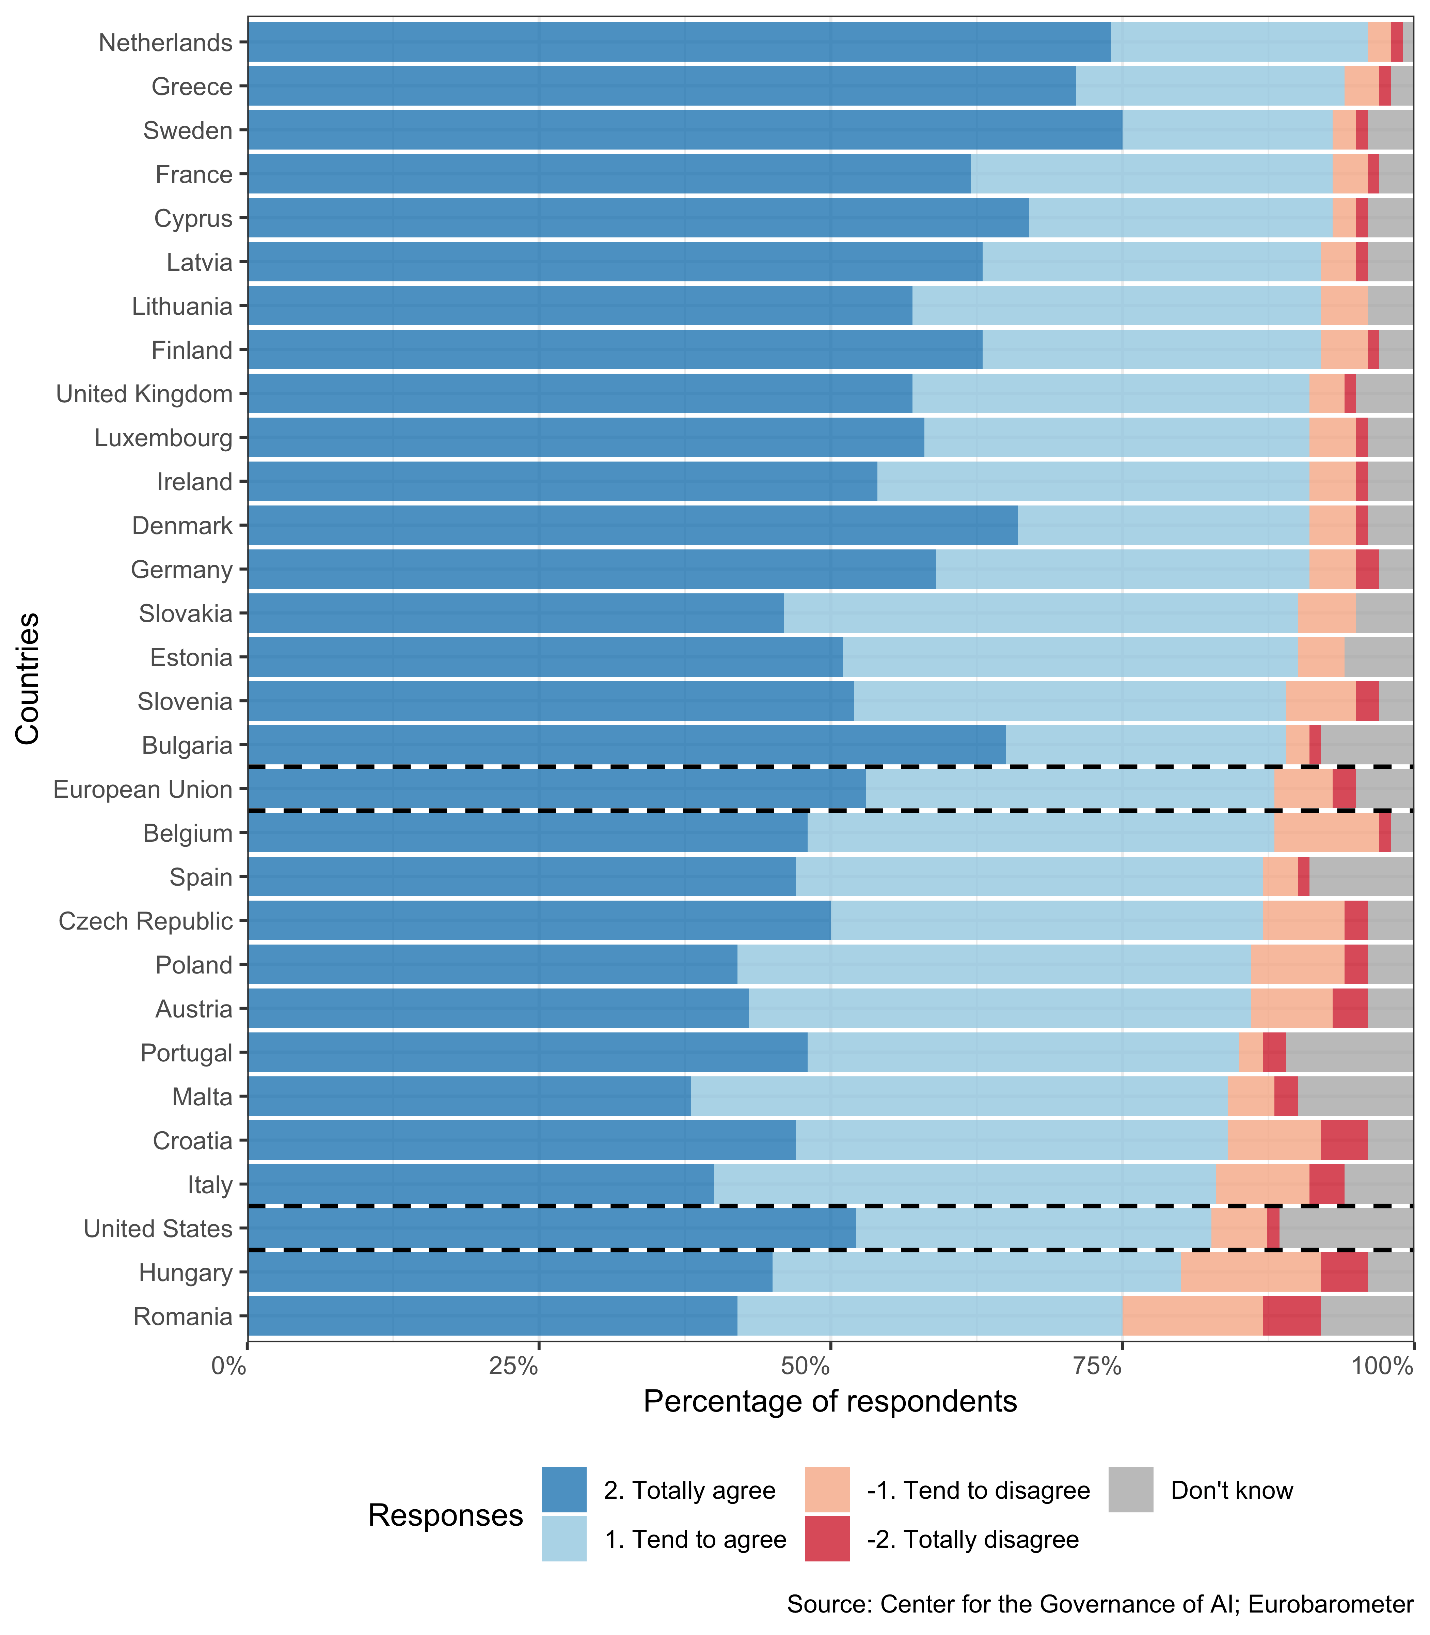 Netherlands
Greece
Sweden
France
Cyprus
Latvia
Lithuania
Finland
United Kingdom
Luxembourg
Ireland
Denmark
Germany
Slovakia
Estonia
Slovenia
Bulgaria
European Union
Belgium
Spain
Czech Republic
Poland
Austria
Portugal
Malta
Croatia
Italy
United States
Hungary
Romania
Countries
0% 25% 50% 75% 100%
Percentage of respondents
Responses
2. Totally agree
1. Tend to agree
-1. Tend to disagree
-2. Totally disagree
Don't know
Source: Center for the Governance of AI; Eurobarometer